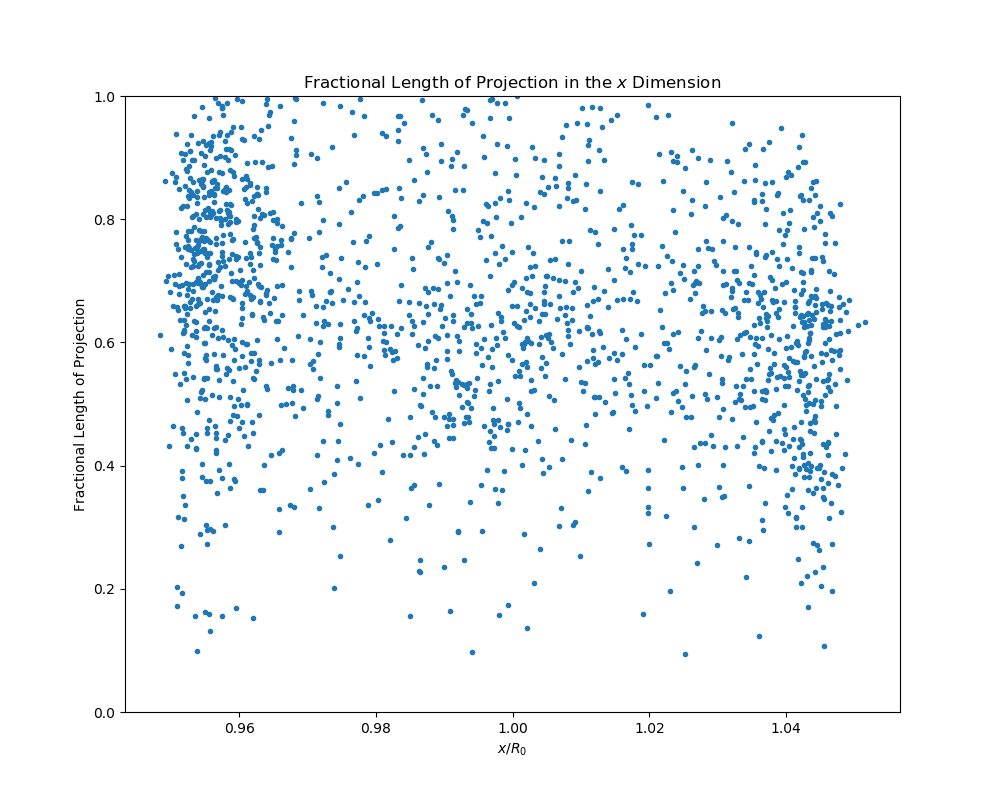 Fractional Length of Projection in the x Dimension
Fractional Length of Projection
1.0
0.8
0.6
0.4
0.2
0.0
0.96 0.98 1.00 1.02 1.04
x/R₀